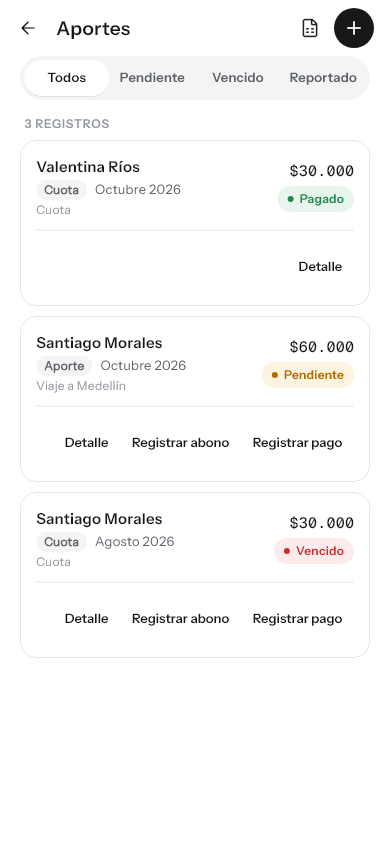 Aportes
Todos Pendiente Vencido Reportado
3 REGISTROS
Valentina Ríos
$30.000
Cuota Octubre 2026
Pagado
Cuota
Detalle
Santiago Morales
$60.000
Aporte Octubre 2026
Pendiente
Viaje a Medellín
Detalle Registrar abono Registrar pago
Santiago Morales
$30.000
Cuota Agosto 2026
Vencido
Cuota
Detalle Registrar abono Registrar pago